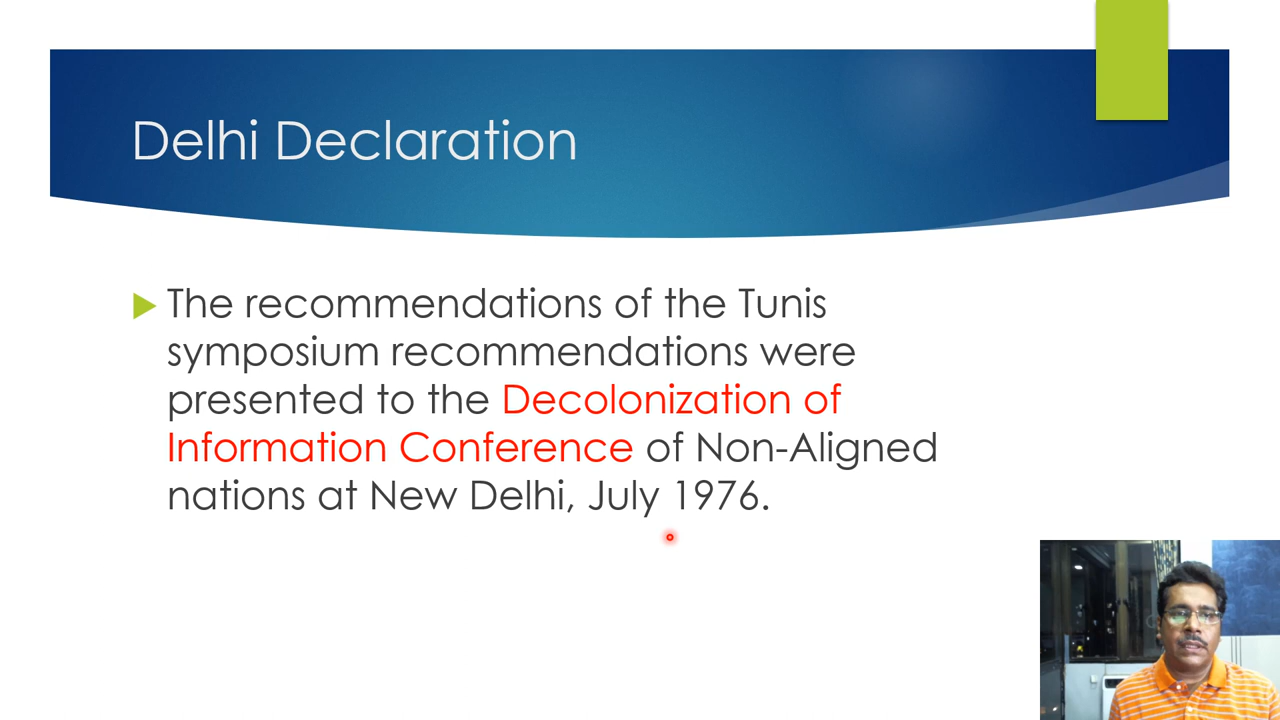 Delhi Declaration
The recommendations of the Tunis
symposium recommendations were
presented to the Decolonization of
Information Conference of Non-Aligned
nations at New Delhi, July 1976.